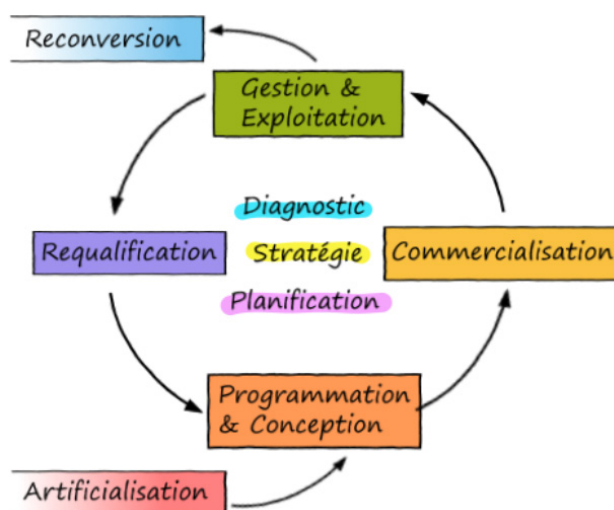 Reconversion
Gestion &
Exploitation
Diagnostic
Requalification
Stratégie
Commercialisation
Planification
Programmation
& Conception
Artificialisation